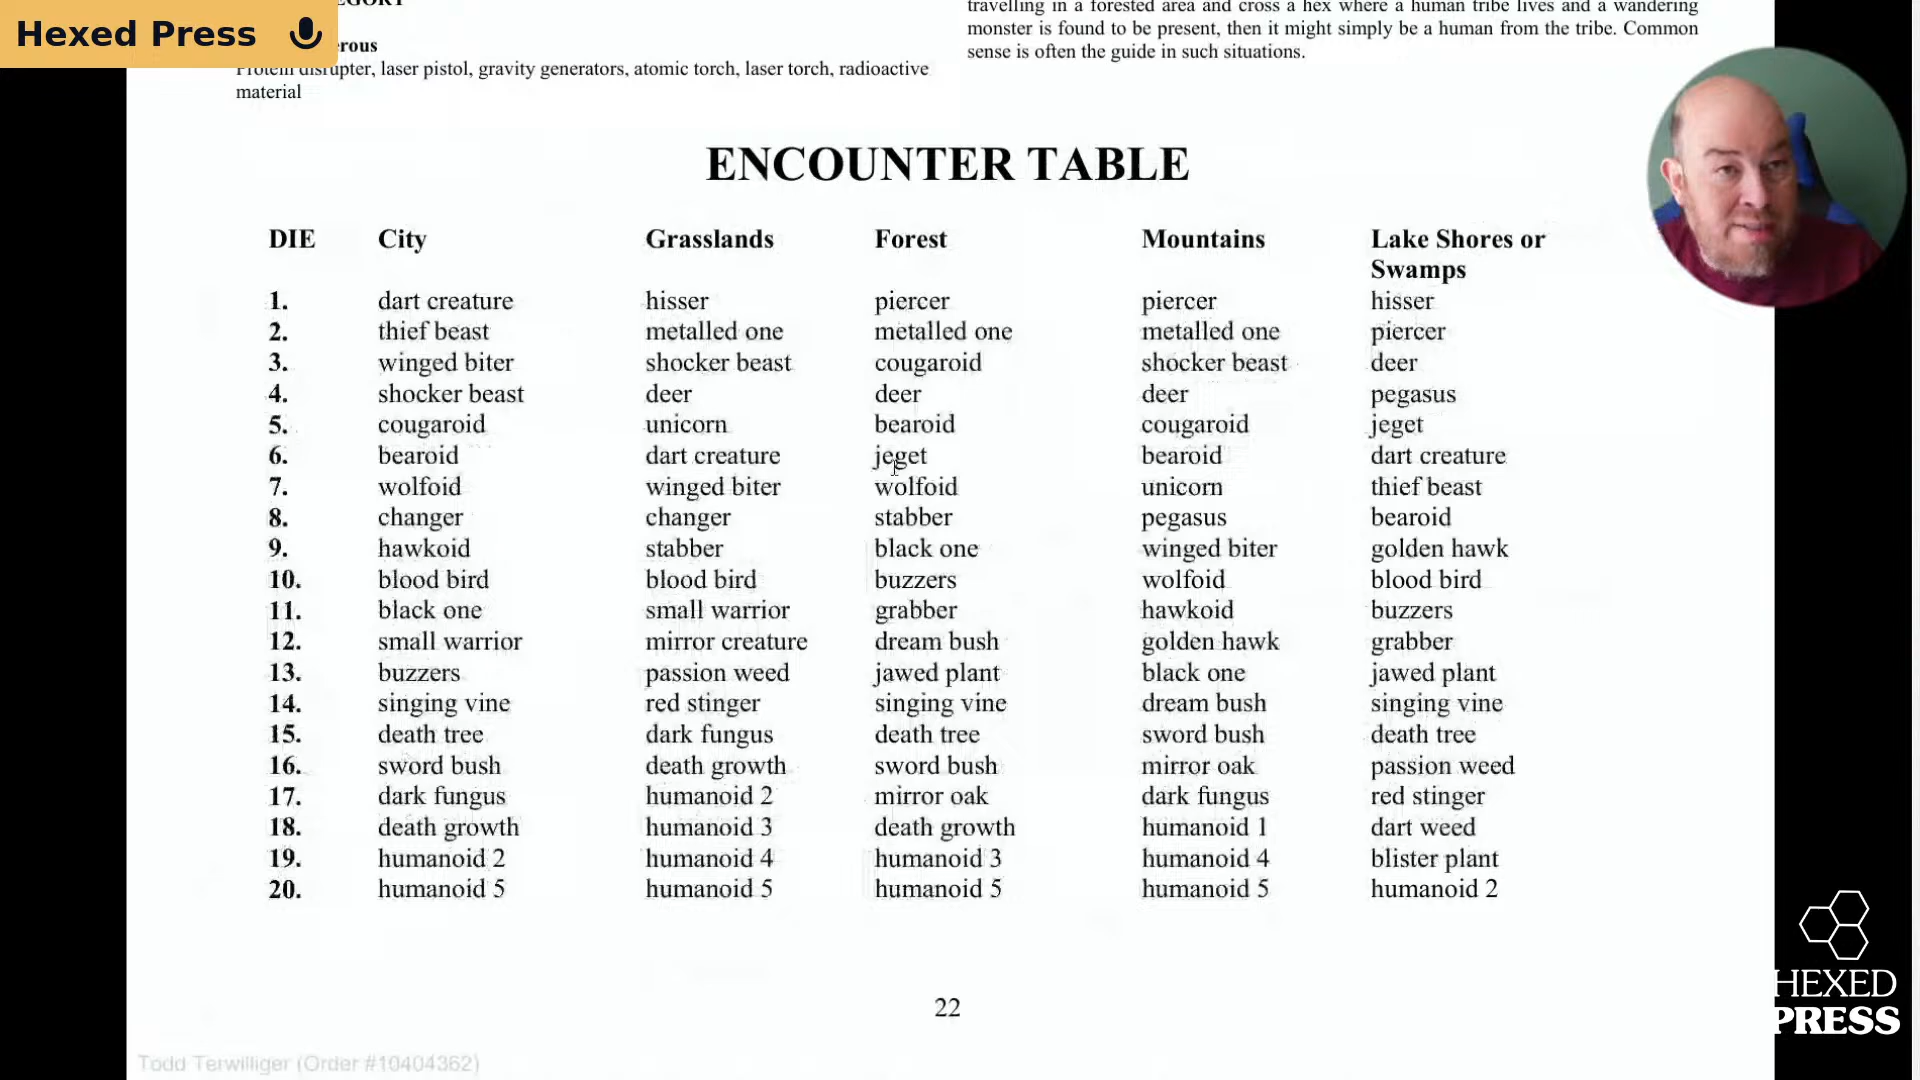 Hexed Press
travelling in a forested area and cross a hex where a human tribe lives and a wandering
monster is found to be present, then it might simply be a human from the tribe. Common
sense is often the guide in such situations.
Protein disrupter, laser pistol, gravity generators, atomic torch, laser torch, radioactive
material
ENCOUNTER TABLE
DIE City Grasslands Forest Mountains Lake Shores or
Swamps
1. dart creature hisser piercer piercer hisser
2. thief beast metalled one metalled one metalled one piercer
3. winged biter shocker beast cougaroid shocker beast deer
4. shocker beast deer deer deer pegasus
5. cougaroid unicorn bearoid cougaroid jeget
6. bearoid dart creature jeget bearoid dart creature
7. wolfoid winged biter wolfoid unicorn thief beast
8. changer changer stabber pegasus bearoid
9. hawkoid stabber black one winged biter golden hawk
10. blood bird blood bird buzzers wolfoid blood bird
11. black one small warrior grabber hawkoid buzzers
12. small warrior mirror creature dream bush golden hawk grabber
13. buzzers passion weed jawed plant black one jawed plant
14. singing vine red stinger singing vine dream bush singing vine
15. death tree dark fungus death tree sword bush death tree
16. sword bush death growth sword bush mirror oak passion weed
17. dark fungus humanoid 2 mirror oak dark fungus red stinger
18. death growth humanoid 3 death growth humanoid 1 dart weed
19. humanoid 2 humanoid 4 humanoid 3 humanoid 4 blister plant
20. humanoid 5 humanoid 5 humanoid 5 humanoid 5 humanoid 2
22
Todd Terwilliger (Order #10404362)
HEXED
PRESS